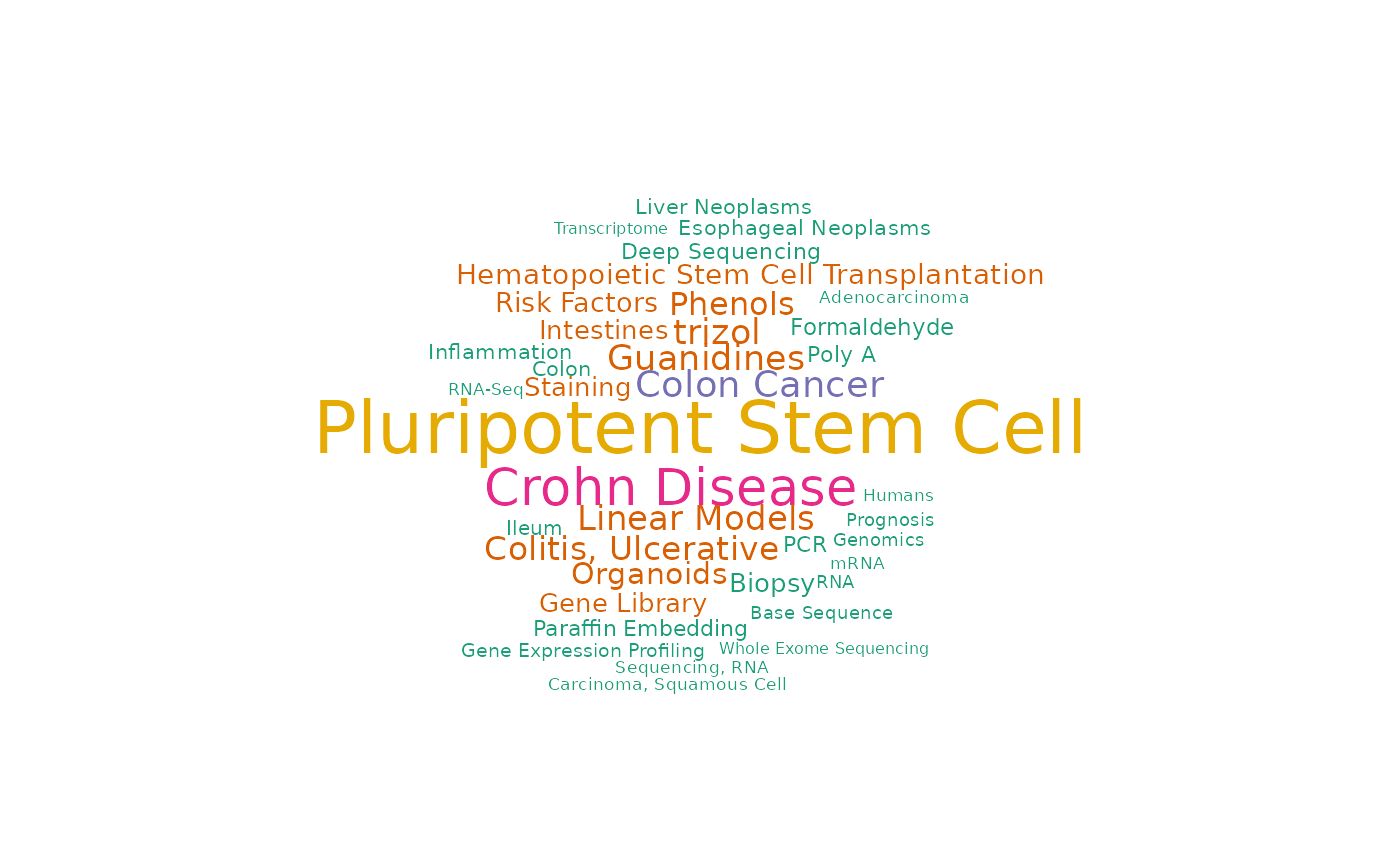 Liver Neoplasms
Transcriptome Esophageal Neoplasms
Deep Sequencing
Hematopoietic Stem Cell Transplantation
Risk Factors Phenols Adenocarcinoma
Intestines trizol Formaldehyde
Inflammation Guanidines Poly A
Colon
RNA-Seq Staining Colon Cancer
Pluripotent Stem Cell
Crohn Disease Humans
Ileum Linear Models Prognosis
Colitis, Ulcerative PCR Genomics
mRNA
Organoids Biopsy RNA
Gene Library Base Sequence
Paraffin Embedding
Gene Expression Profiling Whole Exome Sequencing
Sequencing, RNA
Carcinoma, Squamous Cell